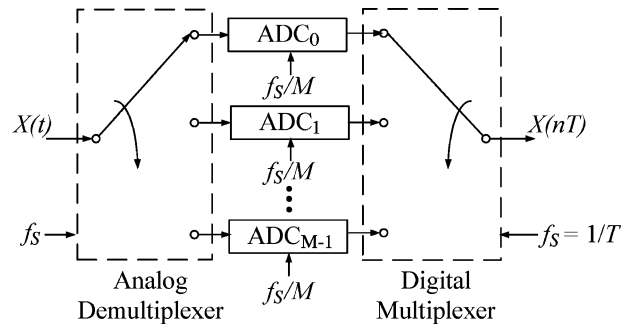 ADC0
fS/M
X(t)
ADC1
X(nT)
fS/M
fS
ADCM-1
fS = 1/T
fS/M
Analog
Demultiplexer
Digital
Multiplexer